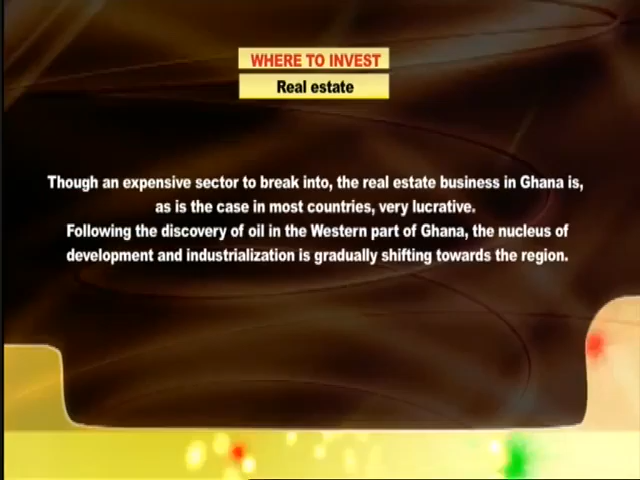 WHERE TO INVEST
Real estate
Though an expensive sector to break into, the real estate business in Ghana is,
as is the case in most countries, very lucrative.
Following the discovery of oil in the Western part of Ghana, the nucleus of
development and industrialization is gradually shifting towards the region.